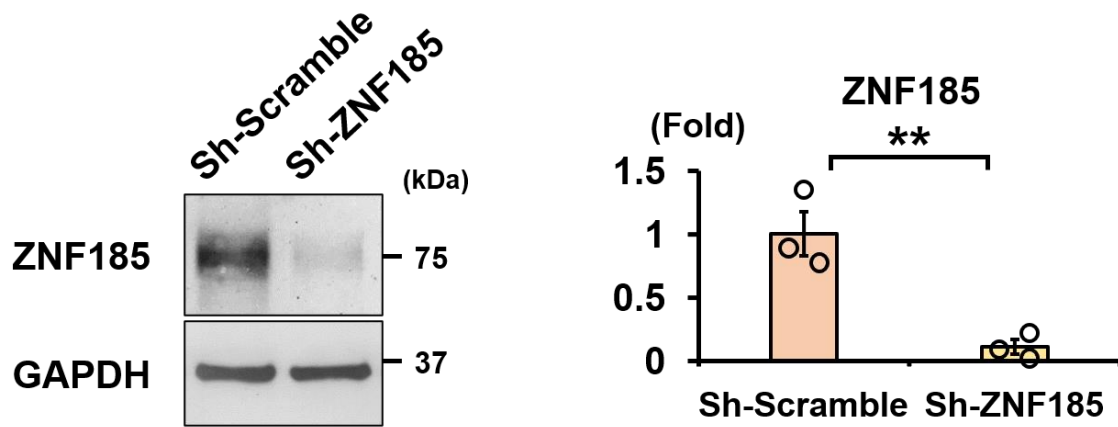 Sh-Scramble
Sh-ZNF185
(kDa)
ZNF185
75
GAPDH
37
ZNF185
(Fold)
**
1.5
1
0.5
0
Sh-Scramble Sh-ZNF185